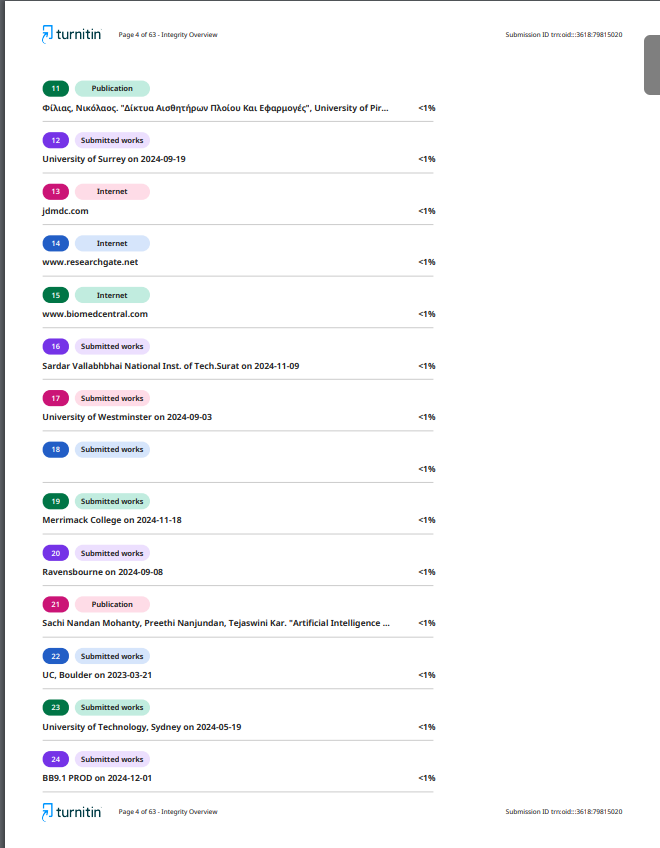 turnitin Page 4 of 63 - Integrity Overview Submission ID trn:oid:::3618:79815020
11 Publication
Φίλιας, Νικόλαος. "Δίκτυα Αισθητήρων Πλοίου Και Εφαρμογές", University of Pir... <1%
12 Submitted works
University of Surrey on 2024-09-19 <1%
13 Internet
jdmdc.com <1%
14 Internet
www.researchgate.net <1%
15 Internet
www.biomedcentral.com <1%
16 Submitted works
Sardar Vallabhbhai National Inst. of Tech.Surat on 2024-11-09 <1%
17 Submitted works
University of Westminster on 2024-09-03 <1%
18 Submitted works
<1%
19 Submitted works
Merrimack College on 2024-11-18 <1%
20 Submitted works
Ravensbourne on 2024-09-08 <1%
21 Publication
Sachi Nandan Mohanty, Preethi Nanjundan, Tejaswini Kar. "Artificial Intelligence ... <1%
22 Submitted works
UC, Boulder on 2023-03-21 <1%
23 Submitted works
University of Technology, Sydney on 2024-05-19 <1%
24 Submitted works
BB9.1 PROD on 2024-12-01 <1%
turnitin Page 4 of 63 - Integrity Overview Submission ID trn:oid:::3618:79815020